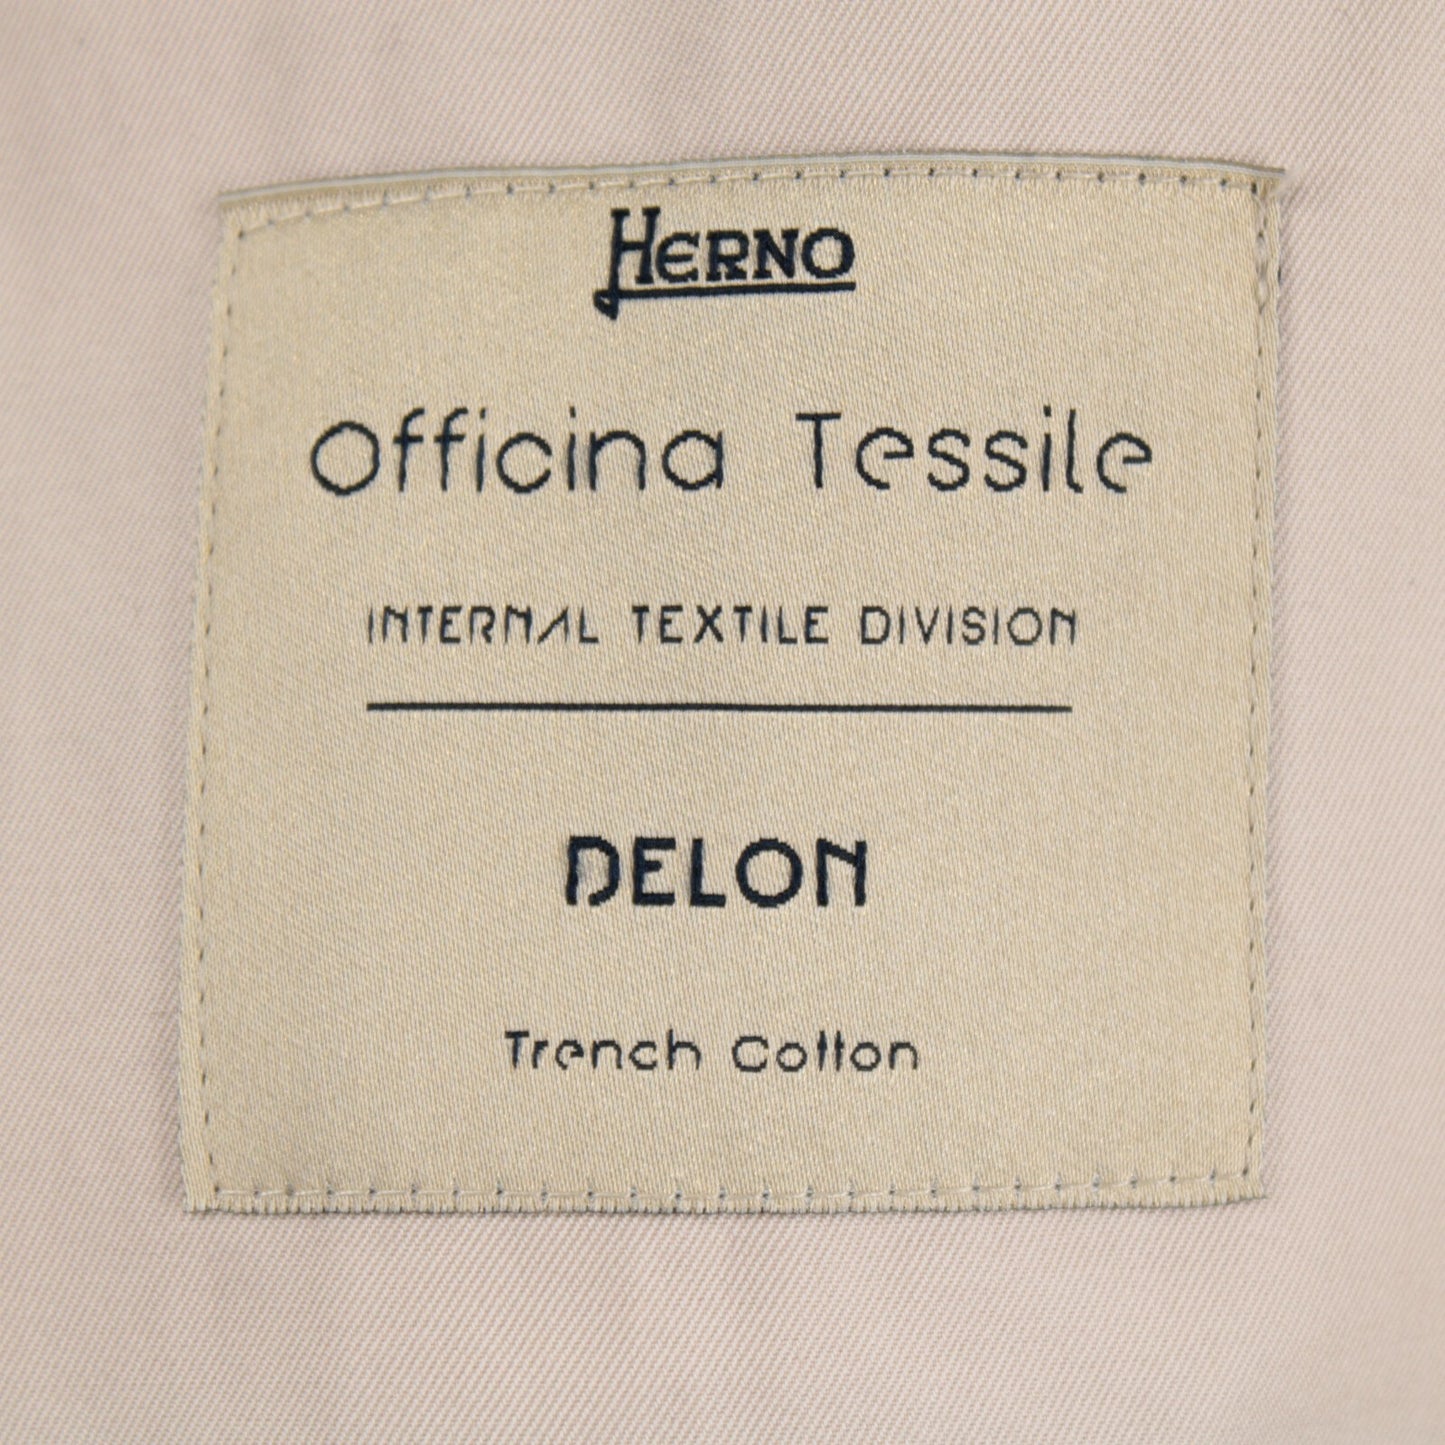 HERNO
Officina Tessile
INTERNAL TEXTILE DIVISION
DELON
Trench Cotton